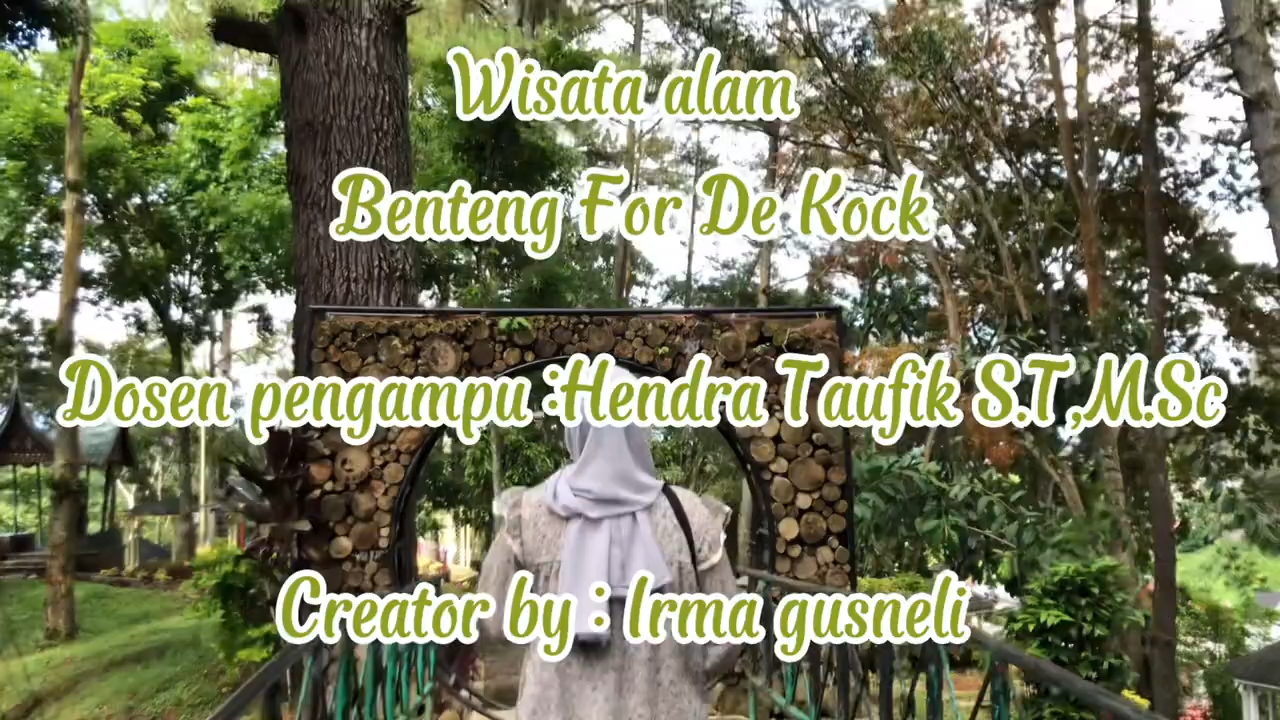 Wisata alam
Benteng For De Kock
Dosen pengampu :Hendra Taufik S.T,M.Sc
Creator by : Irma gusneli